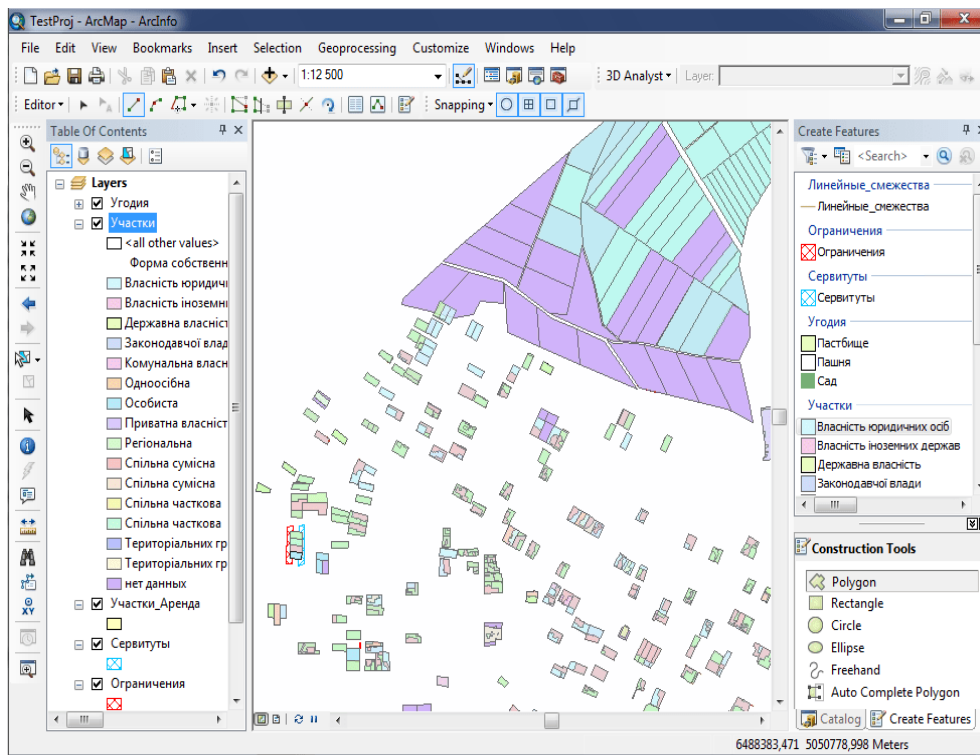 TestProj - ArcMap - ArcInfo
File Edit View Bookmarks Insert Selection Geoprocessing Customize Windows Help
1:12 500
3D Analyst
Layer:
Editor
Snapping
Table Of Contents
Layers
Угодия
Участки
<all other values>
Форма собственн
Власність юридичн
Власність іноземн
Державна власніст
Законодавчої влад
Комунальна власн
Одноосібна
Особиста
Приватна власніст
Регіональна
Спільна сумісна
Спільна сумісна
Спільна часткова
Спільна часткова
Територіальних гр
Територіальних гр
нет данных
Участки_Аренда
Сервитуты
Ограничения
Create Features
<Search>
Линейные_смежества
Линейные_смежества
Ограничения
Ограничения
Сервитуты
Сервитуты
Угодия
Пастбище
Пашня
Сад
Участки
Власність юридичних осіб
Власність іноземних держав
Державна власність
Законодавчої влади
Construction Tools
Polygon
Rectangle
Circle
Ellipse
Freehand
Auto Complete Polygon
Catalog Create Features
6488383,471 5050778,998 Meters